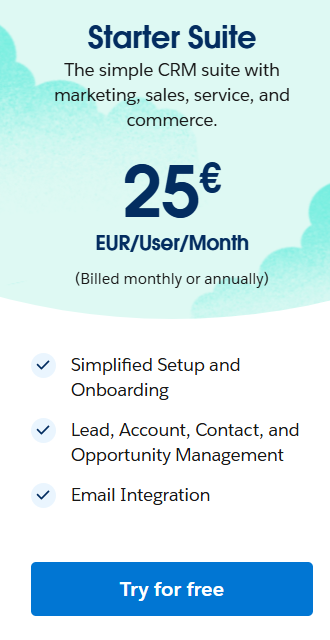 Starter Suite
The simple CRM suite with
marketing, sales, service, and
commerce.
25€
EUR/User/Month
(Billed monthly or annually)
Simplified Setup and
Onboarding
Lead, Account, Contact, and
Opportunity Management
Email Integration
Try for free